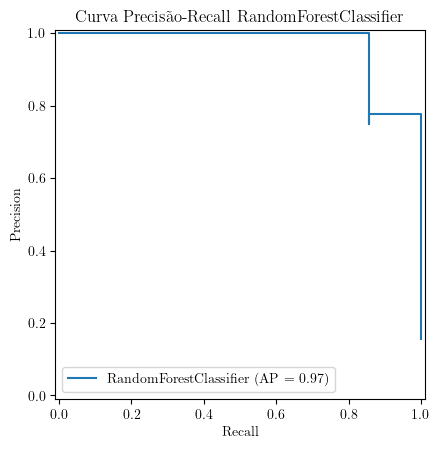 Curva Precisão-Recall RandomForestClassifier
1.0
0.8
0.6
0.4
0.2
0.0
Precision
RandomForestClassifier (AP = 0.97)
0.0 0.2 0.4 0.6 0.8 1.0
Recall